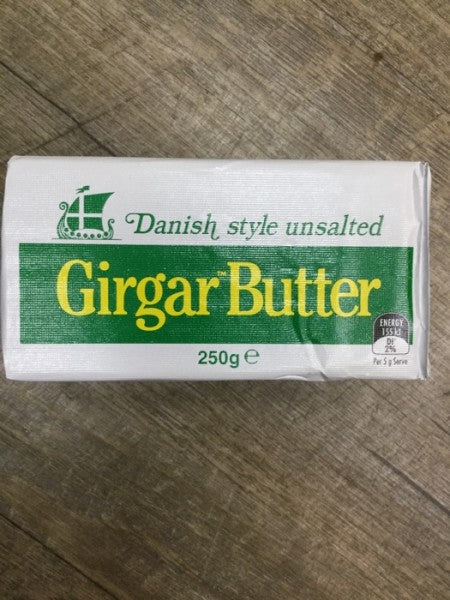 Danish style unsalted
Girgar™ Butter
250g ℮
ENERGY
155 kJ
DI*
2%
Per 5 g Serve